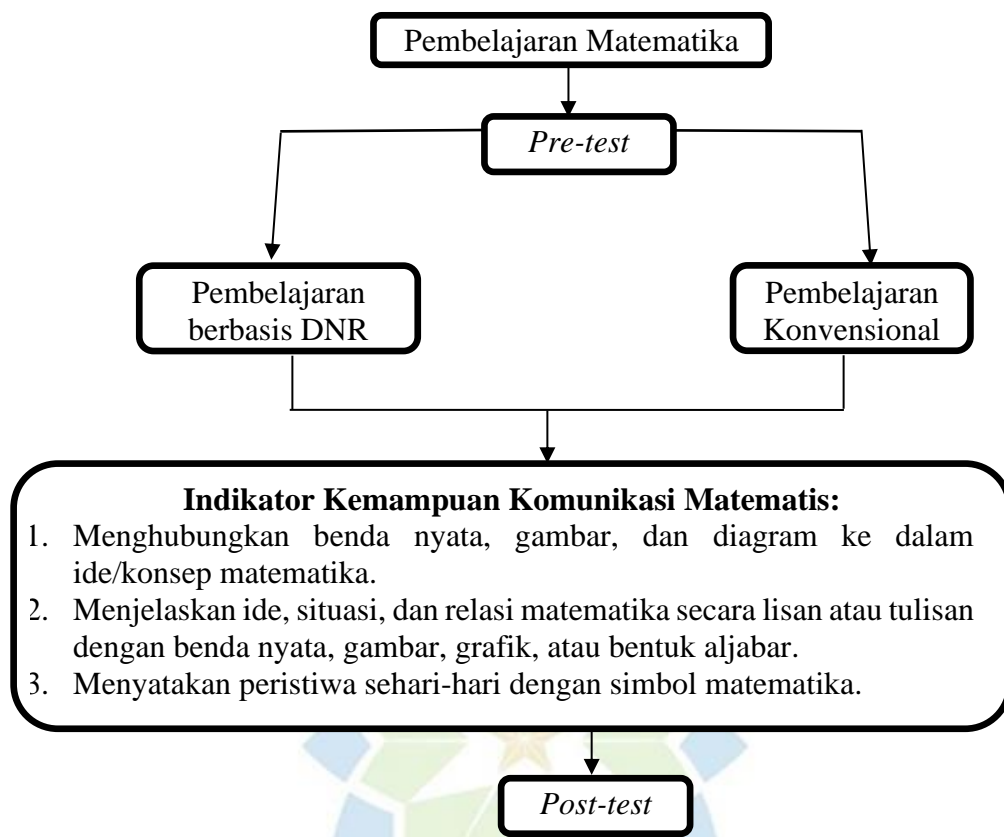 Pembelajaran Matematika
Pre-test
Pembelajaran
berbasis DNR
Pembelajaran
Konvensional
Indikator Kemampuan Komunikasi Matematis:
1. Menghubungkan benda nyata, gambar, dan diagram ke dalam
ide/konsep matematika.
2. Menjelaskan ide, situasi, dan relasi matematika secara lisan atau tulisan
dengan benda nyata, gambar, grafik, atau bentuk aljabar.
3. Menyatakan peristiwa sehari-hari dengan simbol matematika.
Post-test